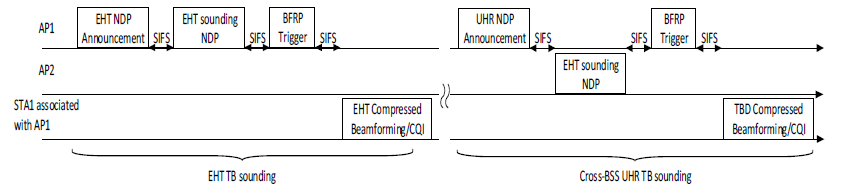 AP1
EHT NDP
Announcement
SIFS
EHT sounding
NDP
SIFS
BFRP
Trigger
SIFS
UHR NDP
Announcement
SIFS
SIFS
BFRP
Trigger
SIFS
AP2
EHT sounding
NDP
STA1 associated
with AP1
EHT Compressed
Beamforming/CQI
TBD Compressed
Beamforming/CQI
EHT TB sounding
Cross-BSS UHR TB sounding